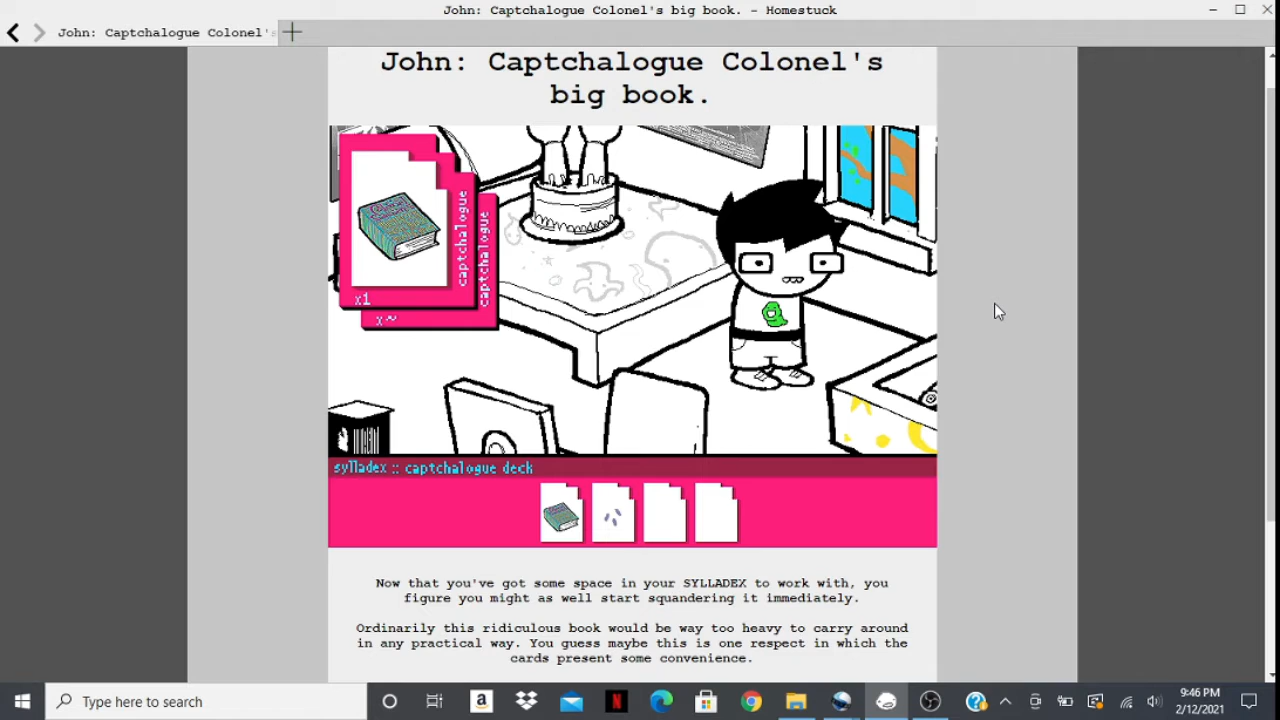 John: Captchalogue Colonel's big book. - Homestuck
John: Captchalogue Colonel's
John: Captchalogue Colonel's
big book.
captchalogue
captchalogue
x1
x~
sylladex :: captchalogue deck
Now that you've got some space in your SYLLADEX to work with, you
figure you might as well start squandering it immediately.
Ordinarily this ridiculous book would be way too heavy to carry around
in any practical way. You guess maybe this is one respect in which the
cards present some convenience.
Type here to search
9:46 PM
2/12/2021